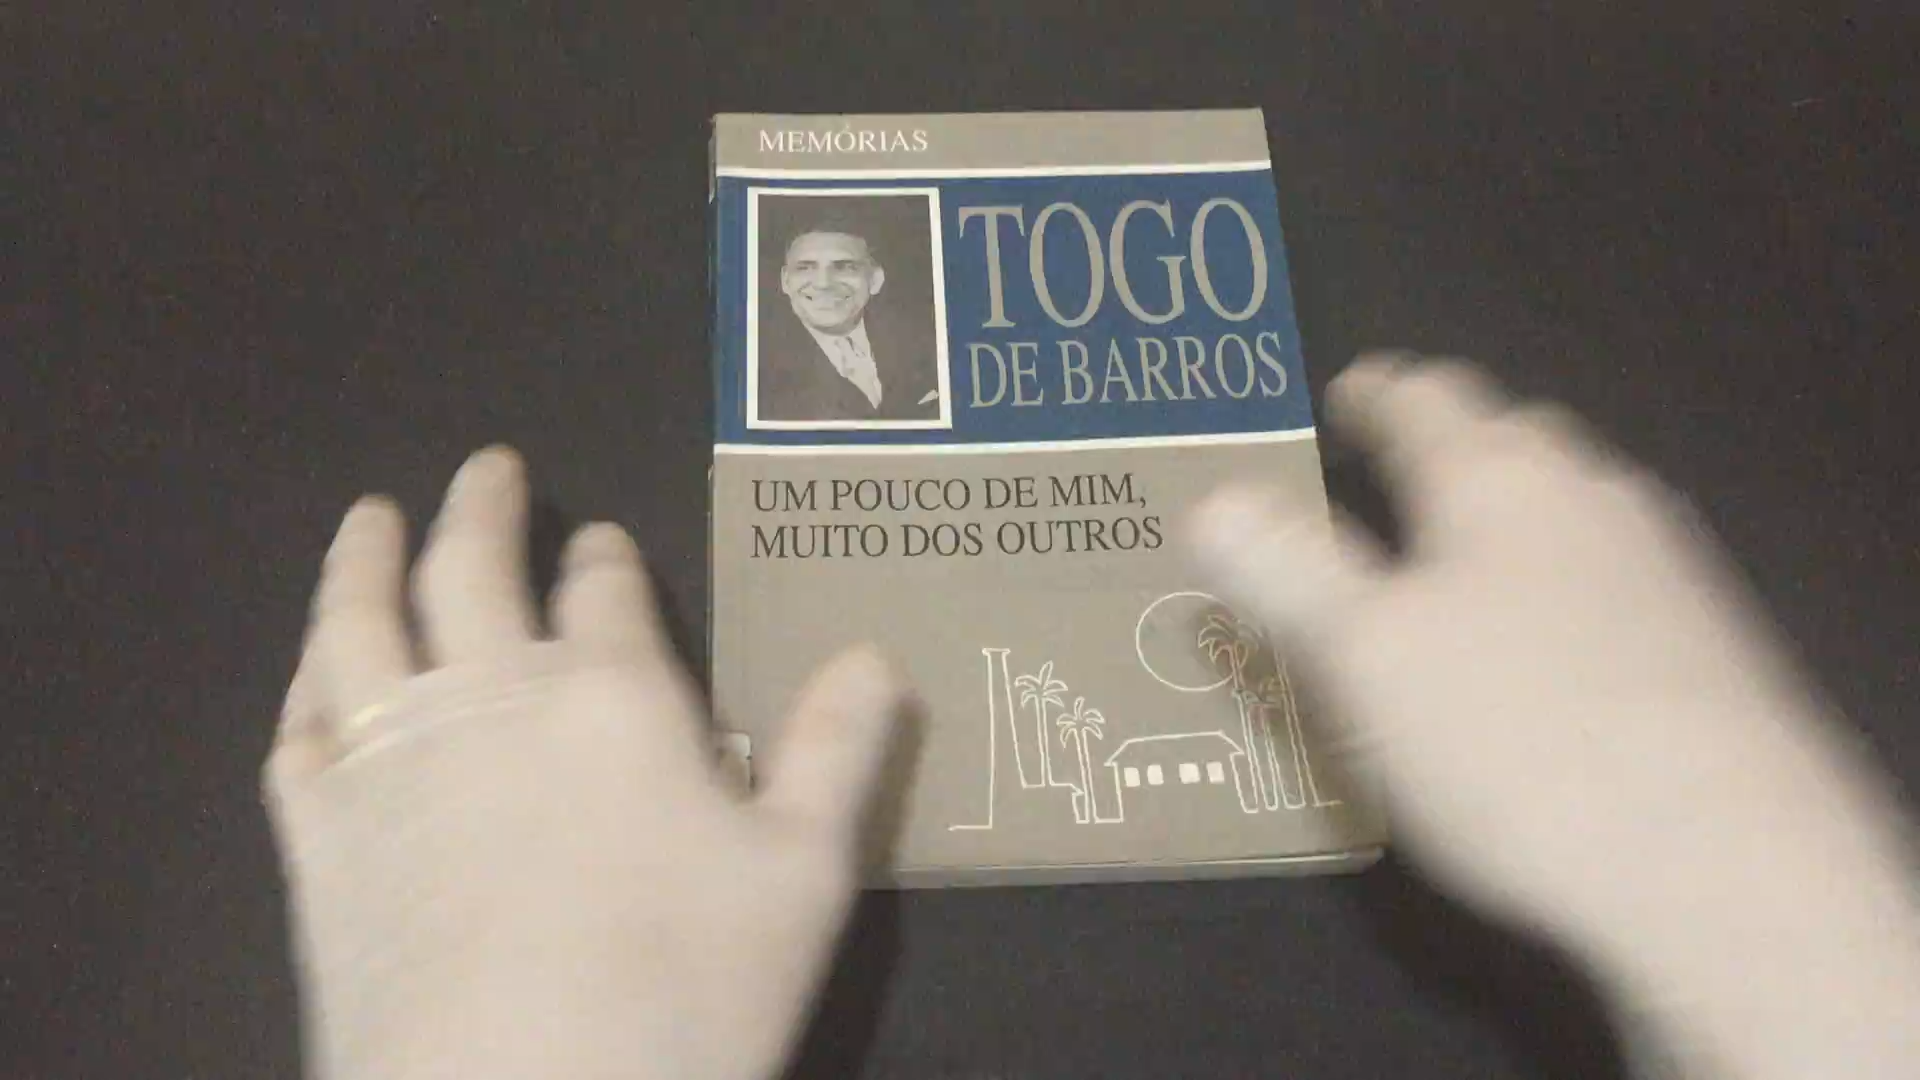 MEMÓRIAS
TOGO
DE BARROS
UM POUCO DE MIM,
MUITO DOS OUTROS